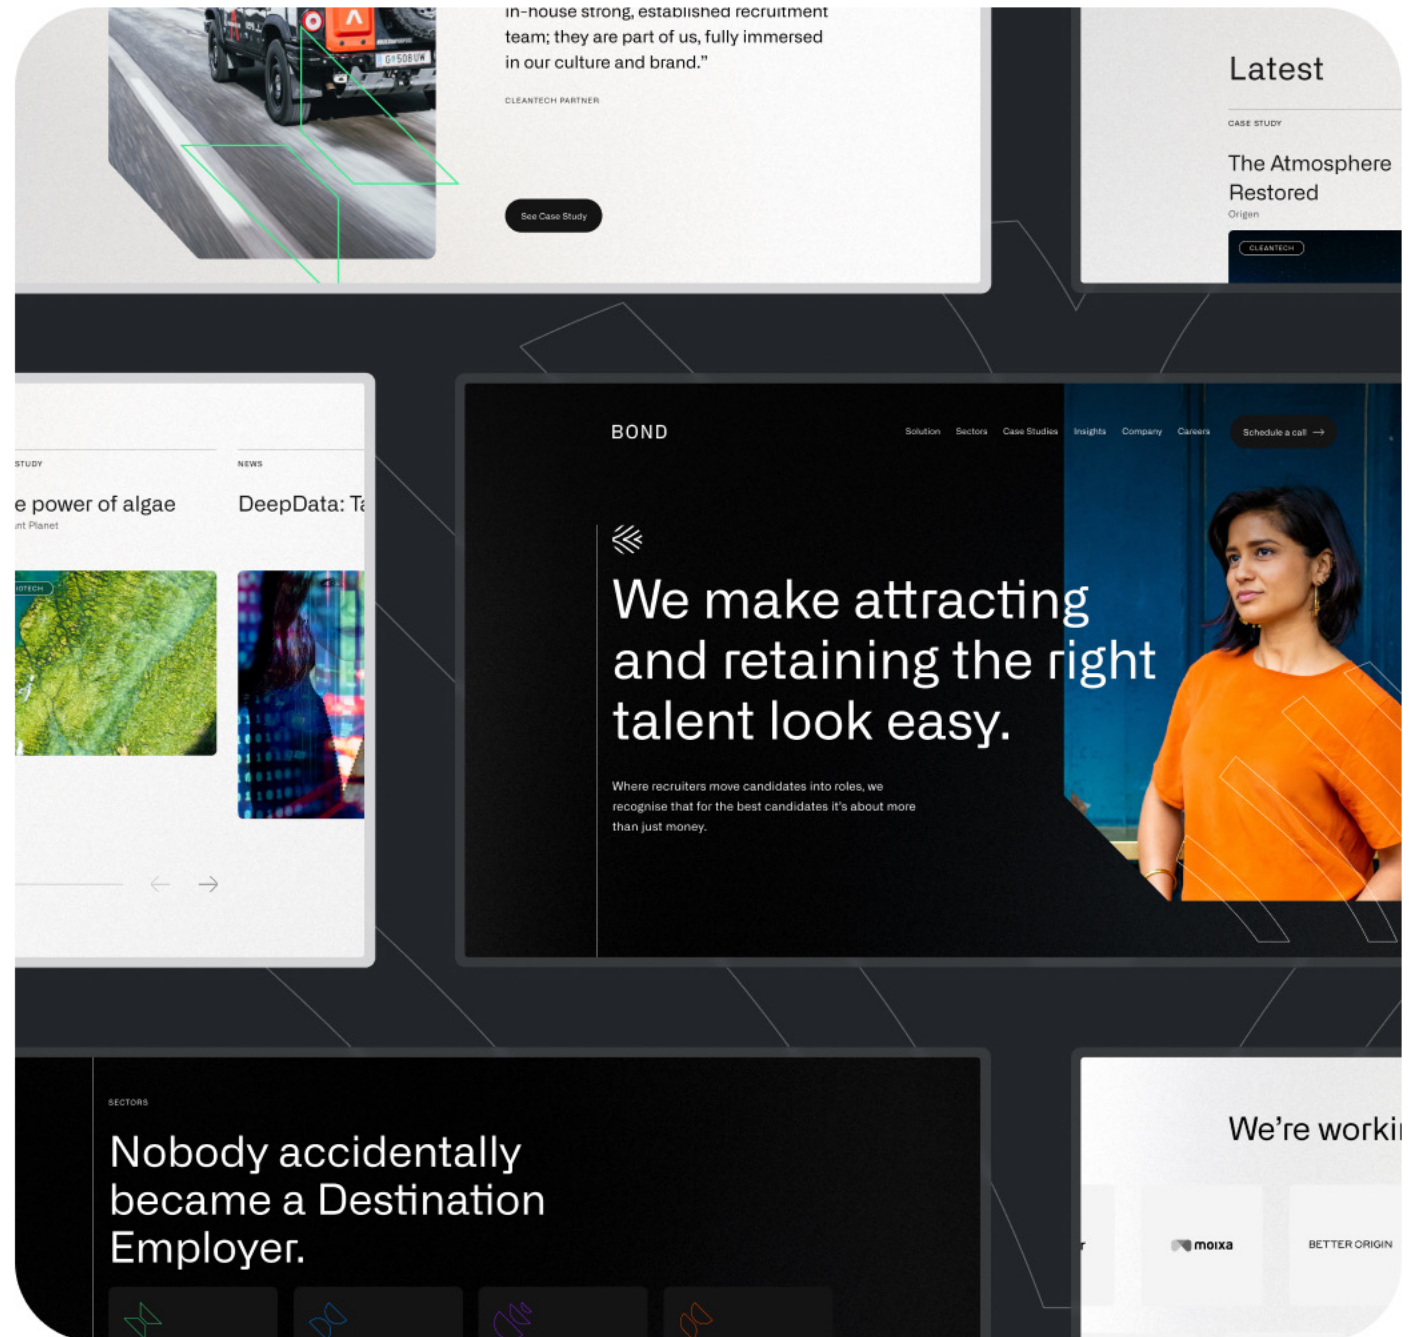 in-house strong, established recruitment
team; they are part of us, fully immersed
in our culture and brand.”
CLEANTECH PARTNER
See Case Study
G 508UW
Latest
CASE STUDY
The Atmosphere
Restored
Origen
CLEANTECH
STUDY
e power of algae
nt Planet
IOTECH
NEWS
DeepData: Ta
BOND
Solution Sectors Case Studies Insights Company Careers Schedule a call →
We make attracting
and retaining the right
talent look easy.
Where recruiters move candidates into roles, we
recognise that for the best candidates it's about more
than just money.
SECTORS
Nobody accidentally
became a Destination
Employer.
We're workin
r
moixa
BETTER ORIGIN